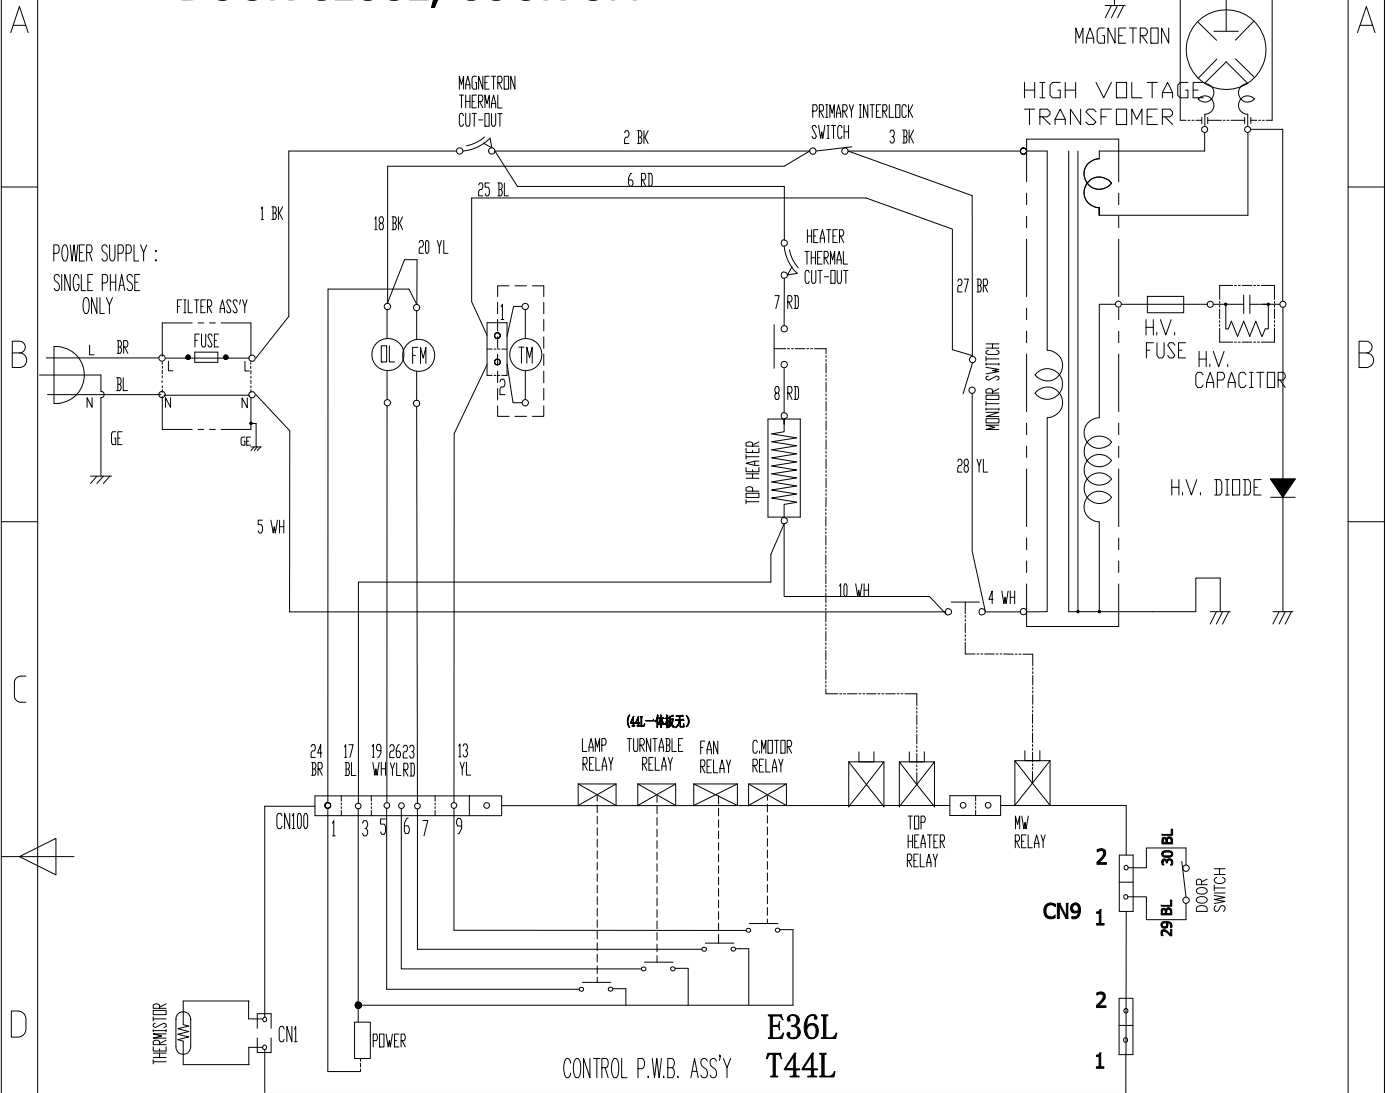 A
A
MAGNETRON
HIGH VOLTAGE
TRANSFOMER
MAGNETRON
THERMAL
CUT-OUT
PRIMARY INTERLOCK
SWITCH
2 BK
3 BK
6 RD
25 BL
1 BK
18 BK
20 YL
HEATER
THERMAL
CUT-OUT
POWER SUPPLY :
SINGLE PHASE
ONLY
FILTER ASS'Y
FUSE
27 BR
7 RD
1
H.V.
FUSE
H.V.
CAPACITOR
B
B
L
BR
L
L
OL
FM
TM
MONITOR SWITCH
BL
N
N
N
2
8 RD
GE
GE
TOP HEATER
28 YL
H.V. DIODE
5 WH
10 WH
4 WH
C
(44L一体板无)
LAMP
RELAY
TURNTABLE
RELAY
FAN
RELAY
C.MOTOR
RELAY
24
BR
17
BL
19
WH
26
YL
23
RD
13
YL
CN100
1
3
5
6
7
9
TOP
HEATER
RELAY
MW
RELAY
2
30 BL
DOOR
SWITCH
CN9
1
29 BL
D
THERMISTOR
CN1
POWER
2
1
E36L
CONTROL P.W.B. ASS'Y
T44L